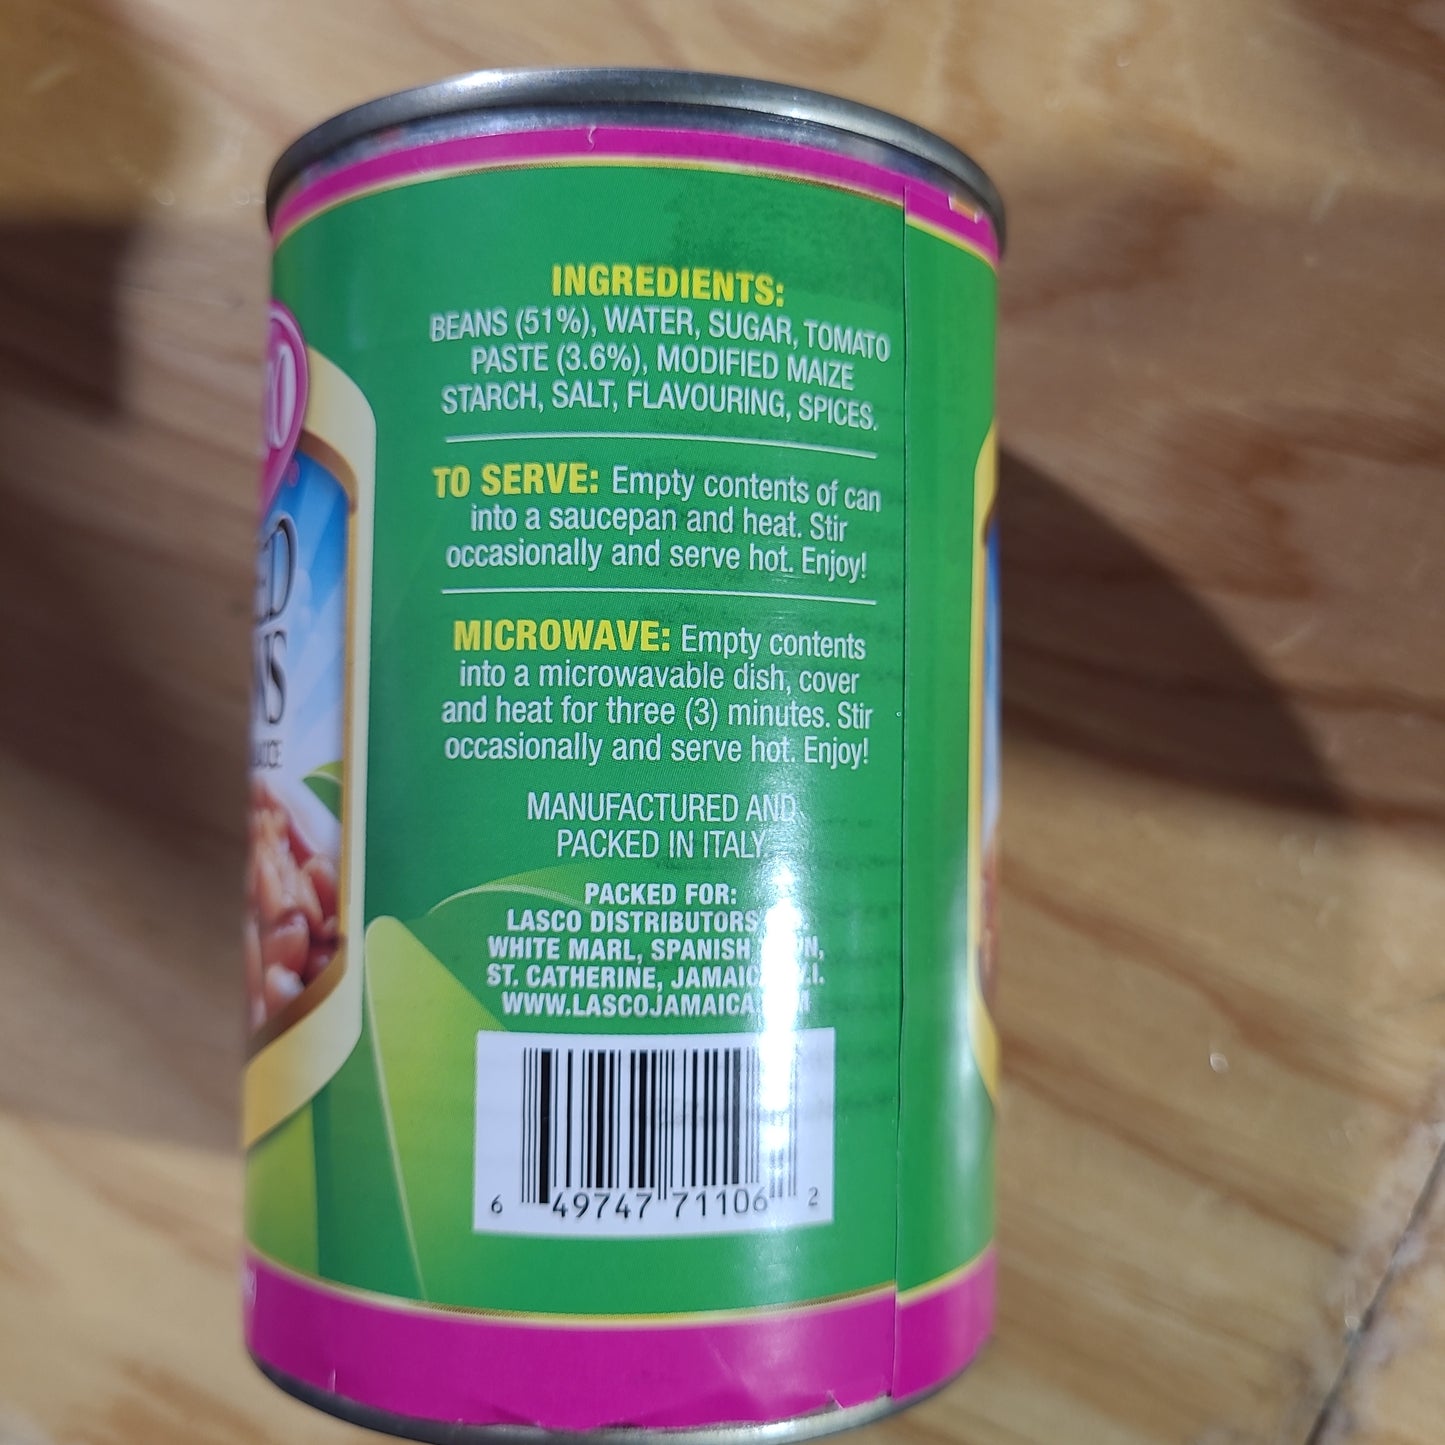 INGREDIENTS:
BEANS (51%), WATER, SUGAR, TOMATO
PASTE (3.6%), MODIFIED MAIZE
STARCH, SALT, FLAVOURING, SPICES.
TO SERVE: Empty contents of can
into a saucepan and heat. Stir
occasionally and serve hot. Enjoy!
MICROWAVE: Empty contents
into a microwavable dish, cover
and heat for three (3) minutes. Stir
occasionally and serve hot. Enjoy!
MANUFACTURED AND
PACKED IN ITALY
PACKED FOR:
LASCO DISTRIBUTORS
WHITE MARL, SPANISH
ST. CATHERINE,
6 49747 71106 2